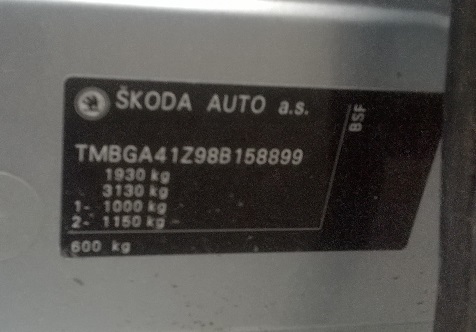 ŠKODA AUTO a.s.
BSF
TMBGA41Z98B158899
1930 kg
3130 kg
1- 1000 kg
2- 1150 kg
600 kg